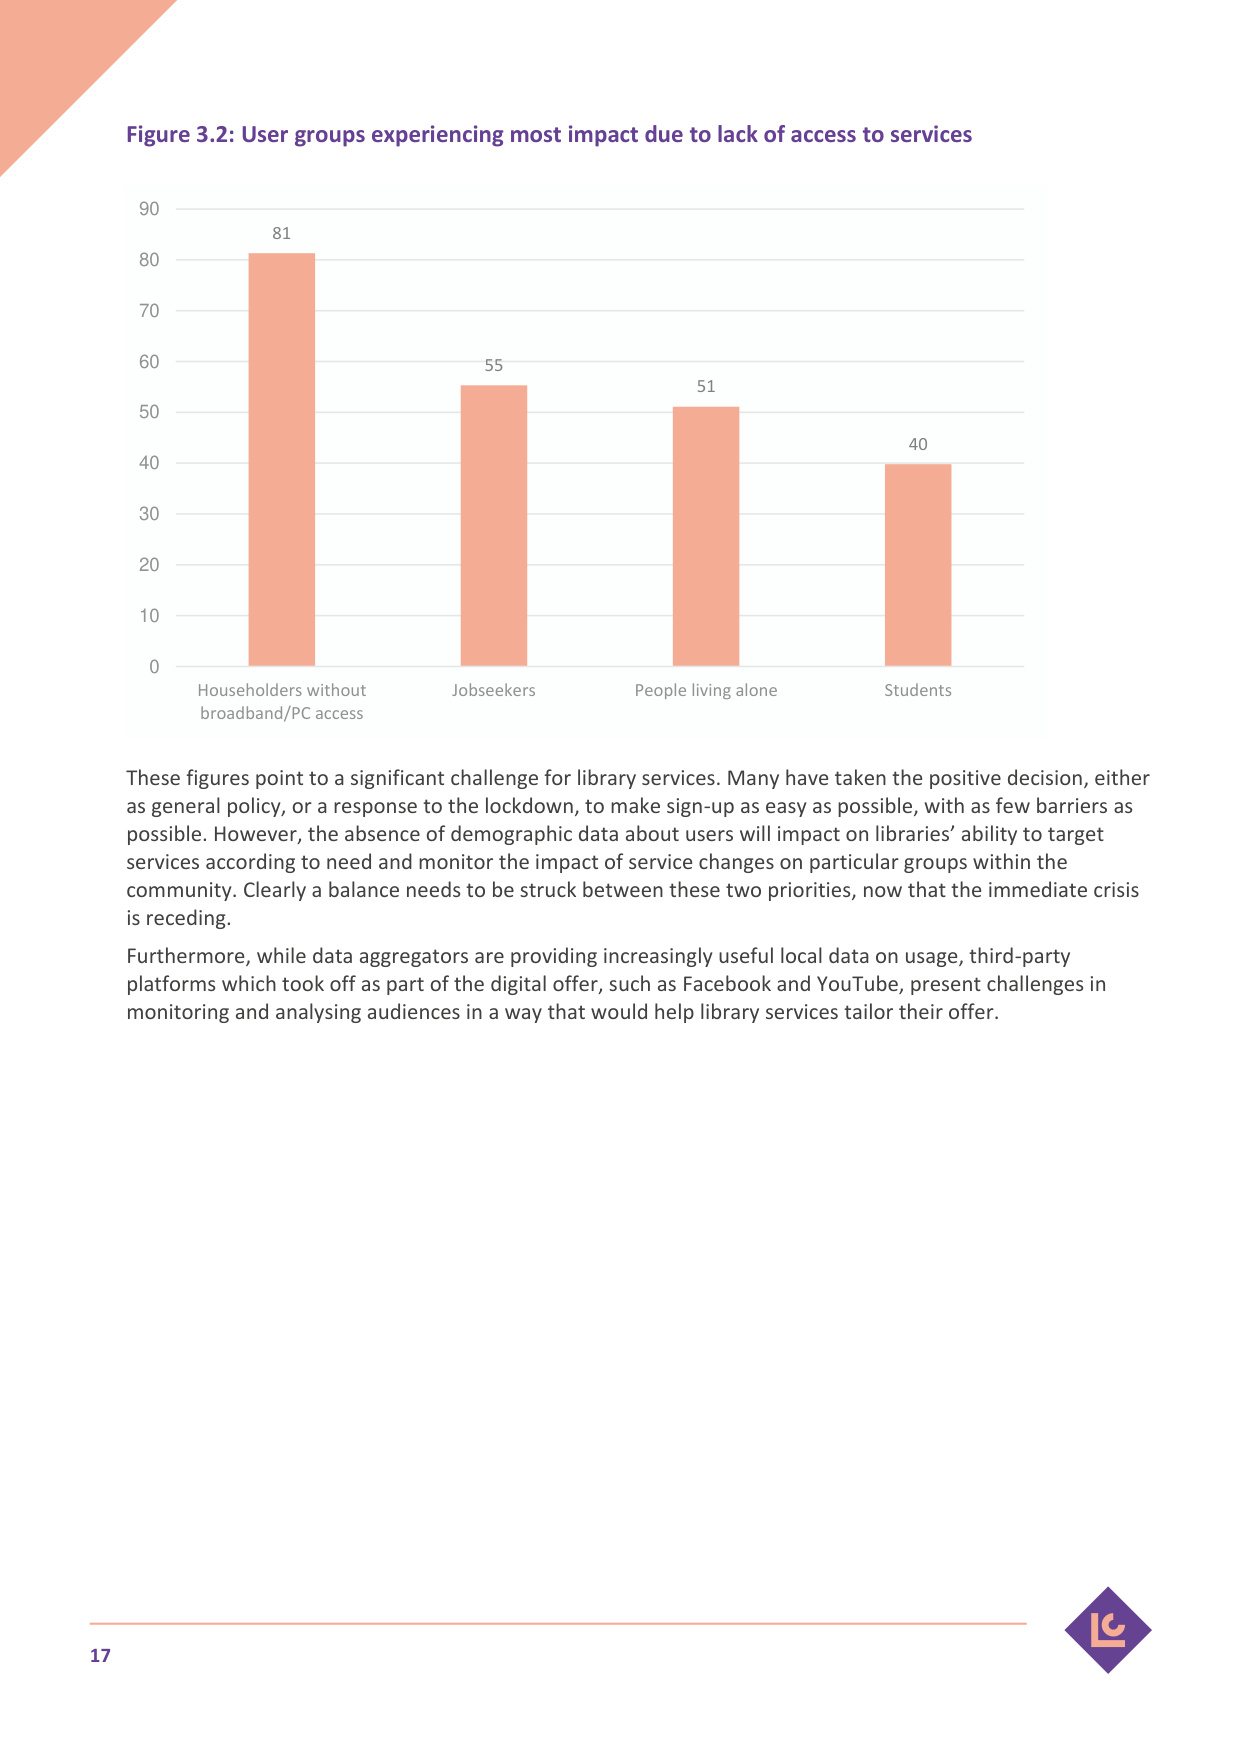 Figure 3.2: User groups experiencing most impact due to lack of access to services
90
81
80
70
60
55
51
50
40
40
30
20
10
0
Householders without
broadband/PC access
Jobseekers
People living alone
Students
These figures point to a significant challenge for library services. Many have taken the positive decision, either
as general policy, or a response to the lockdown, to make sign-up as easy as possible, with as few barriers as
possible. However, the absence of demographic data about users will impact on libraries’ ability to target
services according to need and monitor the impact of service changes on particular groups within the
community. Clearly a balance needs to be struck between these two priorities, now that the immediate crisis
is receding.
Furthermore, while data aggregators are providing increasingly useful local data on usage, third-party
platforms which took off as part of the digital offer, such as Facebook and YouTube, present challenges in
monitoring and analysing audiences in a way that would help library services tailor their offer.
17
LC